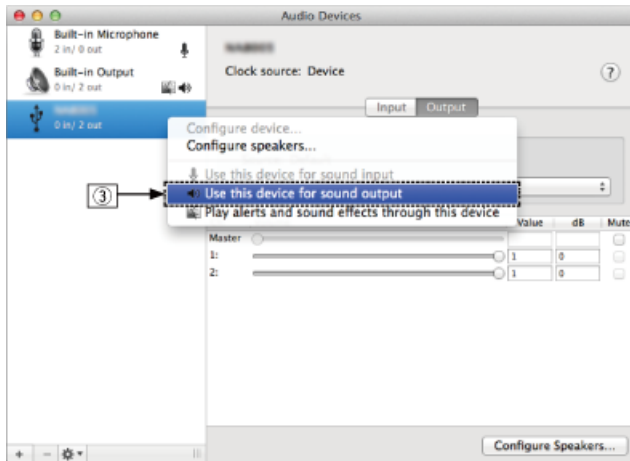 Audio Devices
Built-in Microphone
2 in/ 0 out
Built-in Output
0 in/ 2 out
0 in/ 2 out
Clock source: Device
?
Input Output
Configure device...
Configure speakers...
Use this device for sound input
③
Use this device for sound output
Play alerts and sound effects through this device
Value dB Mute
Master
1: 1 0
2: 1 0
+ −
Configure Speakers...